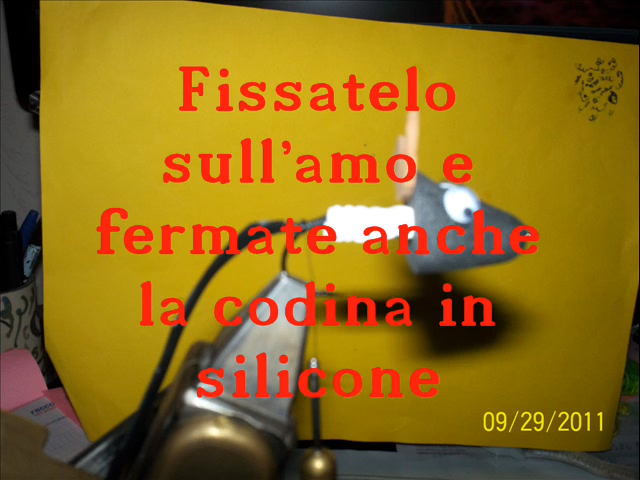 Fissatelo
sull'amo e
fermate anche
la codina in
silicone
09/29/2011